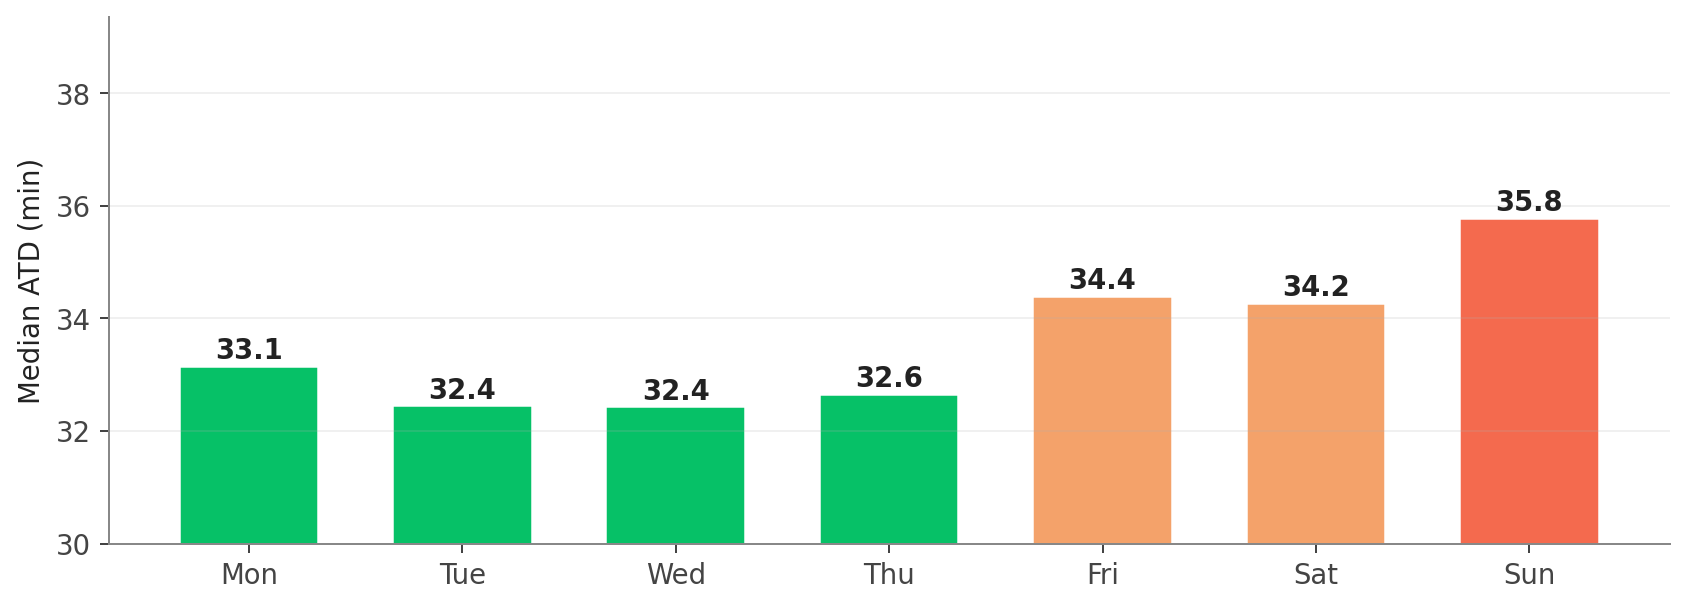 Median ATD (min)
38
36
34
32
30
33.1
32.4
32.4
32.6
34.4
34.2
35.8
Mon
Tue
Wed
Thu
Fri
Sat
Sun